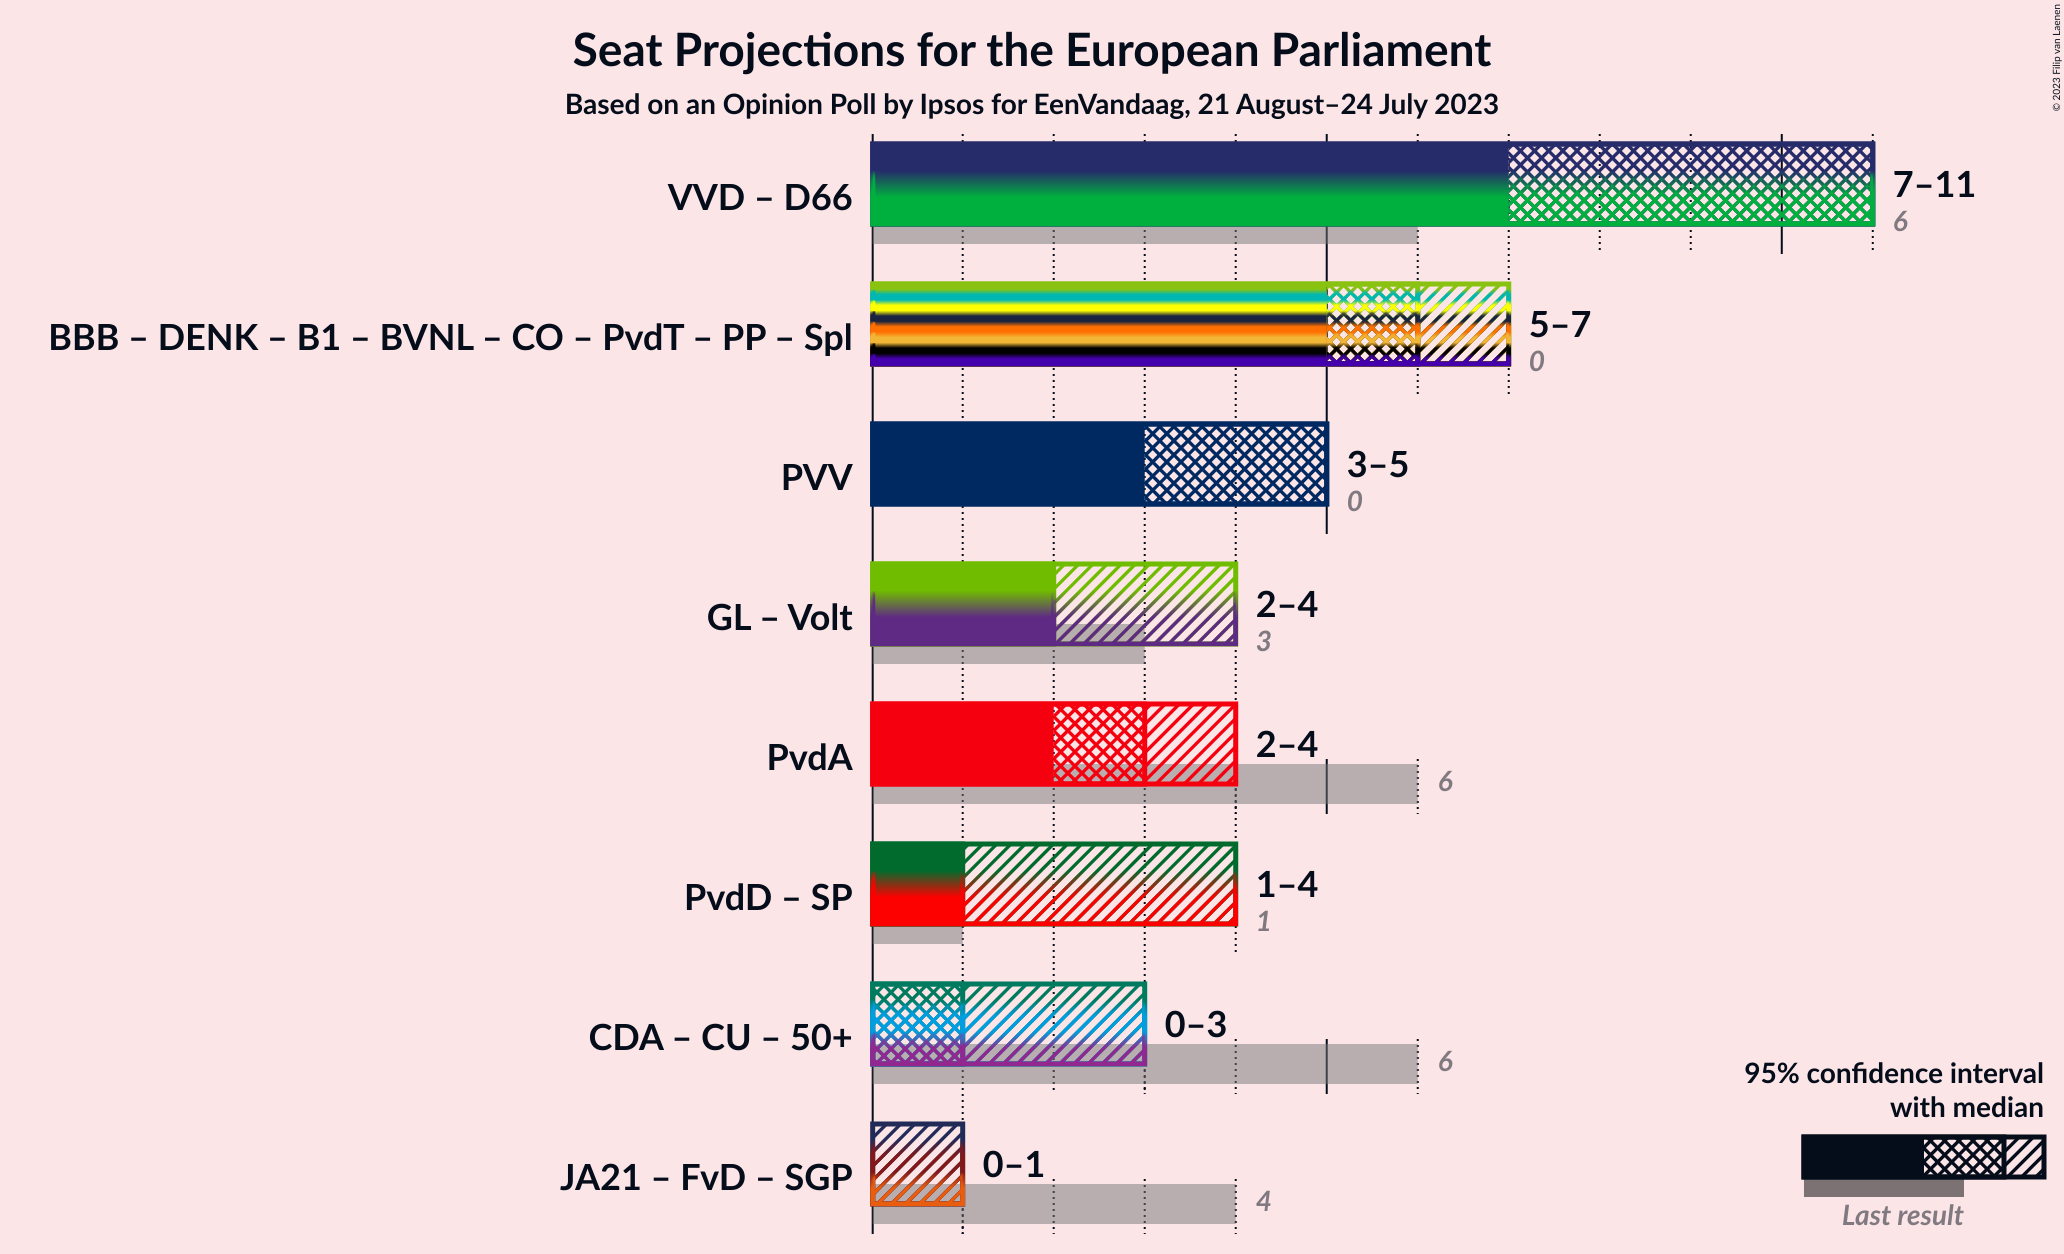 Seat Projections for the European Parliament
Based on an Opinion Poll by Ipsos for EenVandaag, 21 August–24 July 2023
© 2023 Filip van Laenen
VVD – D66
7–11
6
BBB – DENK – B1 – BVNL – CO – PvdT – PP – Spl
5–7
0
PVV
3–5
0
GL – Volt
2–4
3
PvdA
2–4
6
PvdD – SP
1–4
1
CDA – CU – 50+
0–3
6
JA21 – FvD – SGP
0–1
4
95% confidence interval
with median
Last result